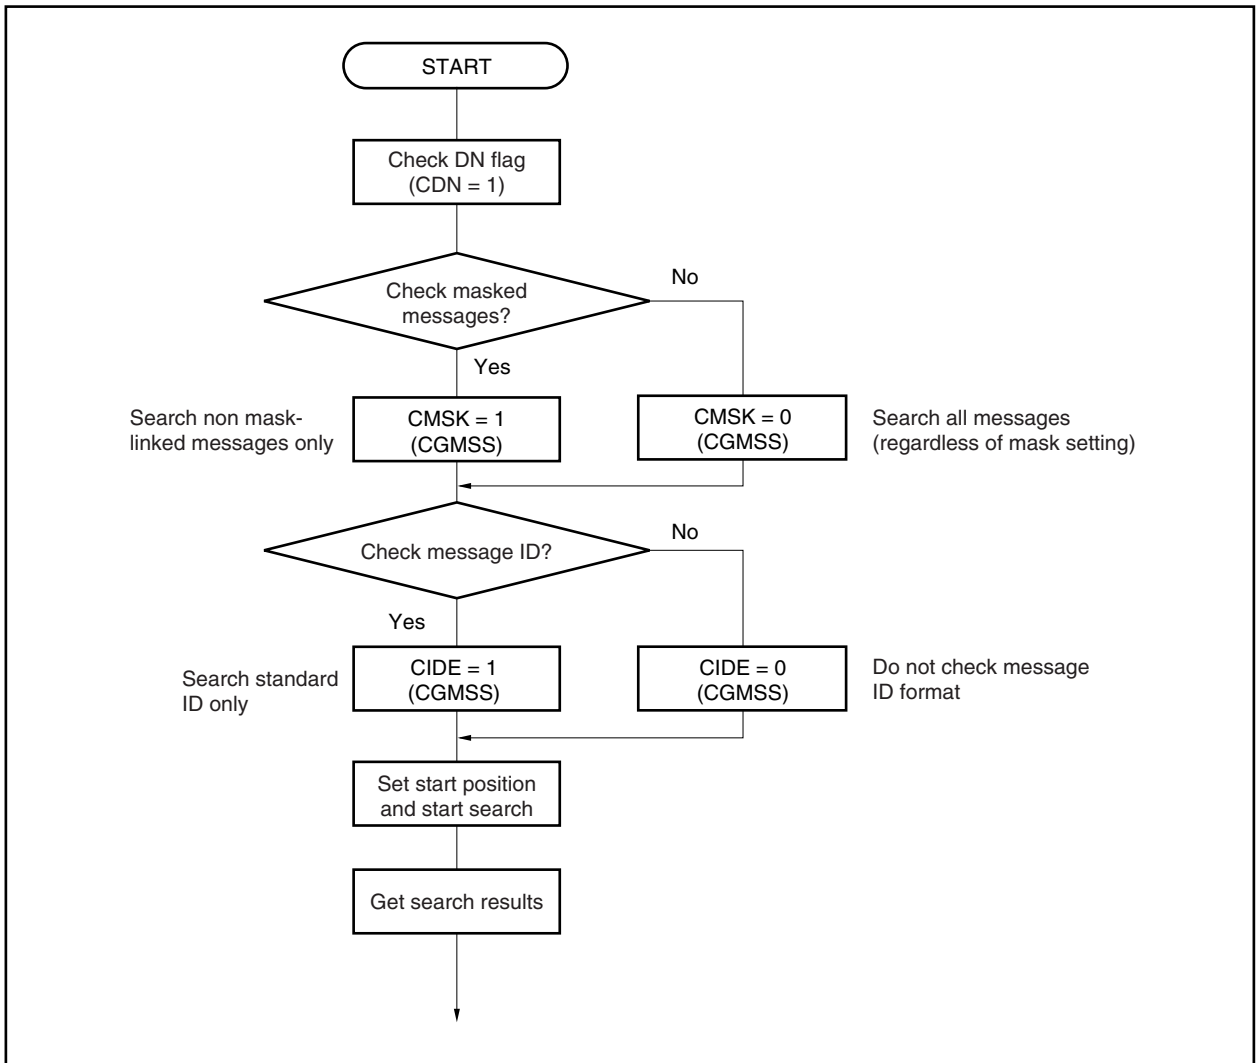 START
Check DN flag
(CDN = 1)
No
Check masked
messages?
Yes
Search non mask-
linked messages only
CMSK = 1
(CGMSS)
CMSK = 0
(CGMSS)
Search all messages
(regardless of mask setting)
No
Check message ID?
Yes
Search standard
ID only
CIDE = 1
(CGMSS)
CIDE = 0
(CGMSS)
Do not check message
ID format
Set start position
and start search
Get search results